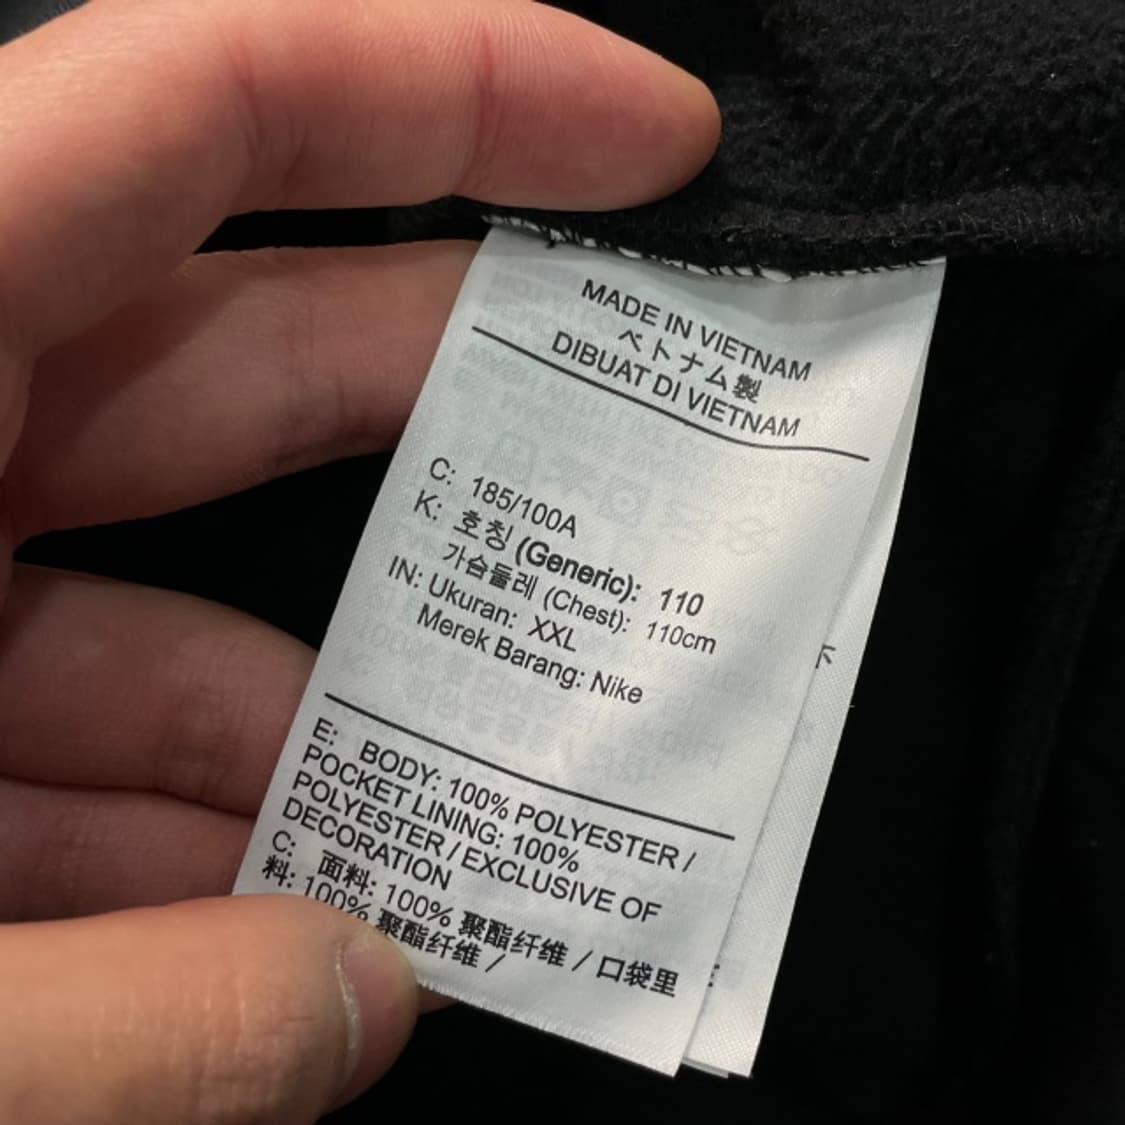 MADE IN VIETNAM
ベトナム製
DIBUAT DI VIETNAM
C: 185/100A
K: 호칭 (Generic): 110
가슴둘레 (Chest): 110cm
IN: Ukuran: XXL
Merek Barang: Nike
E: BODY: 100% POLYESTER /
POCKET LINING: 100%
POLYESTER / EXCLUSIVE OF
DECORATION
C: 面料: 100% 聚酯纤维 / 口袋里
料: 100% 聚酯纤维 /
不